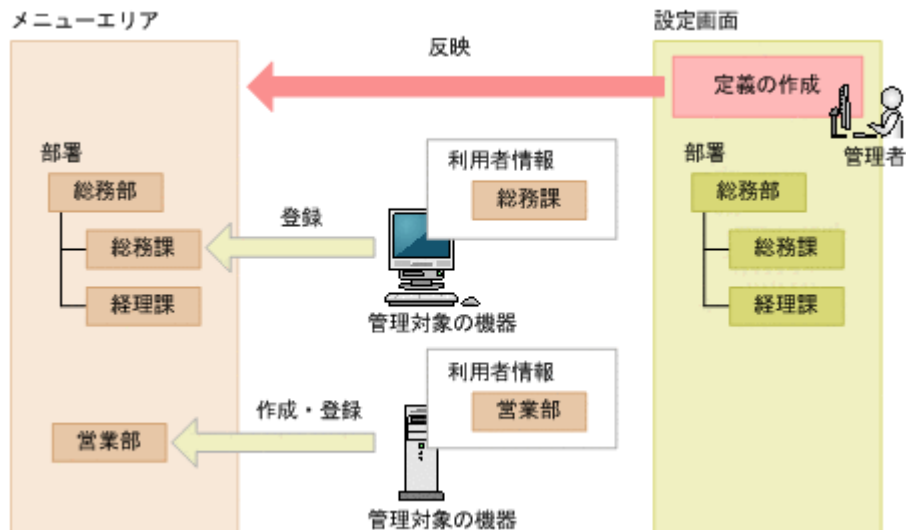 メニューエリア
設定画面
反映
定義の作成
管理者
部署
総務部
総務課
経理課
登録
利用者情報
総務課
管理対象の機器
部署
総務部
総務課
経理課
営業部
作成・登録
利用者情報
営業部
管理対象の機器